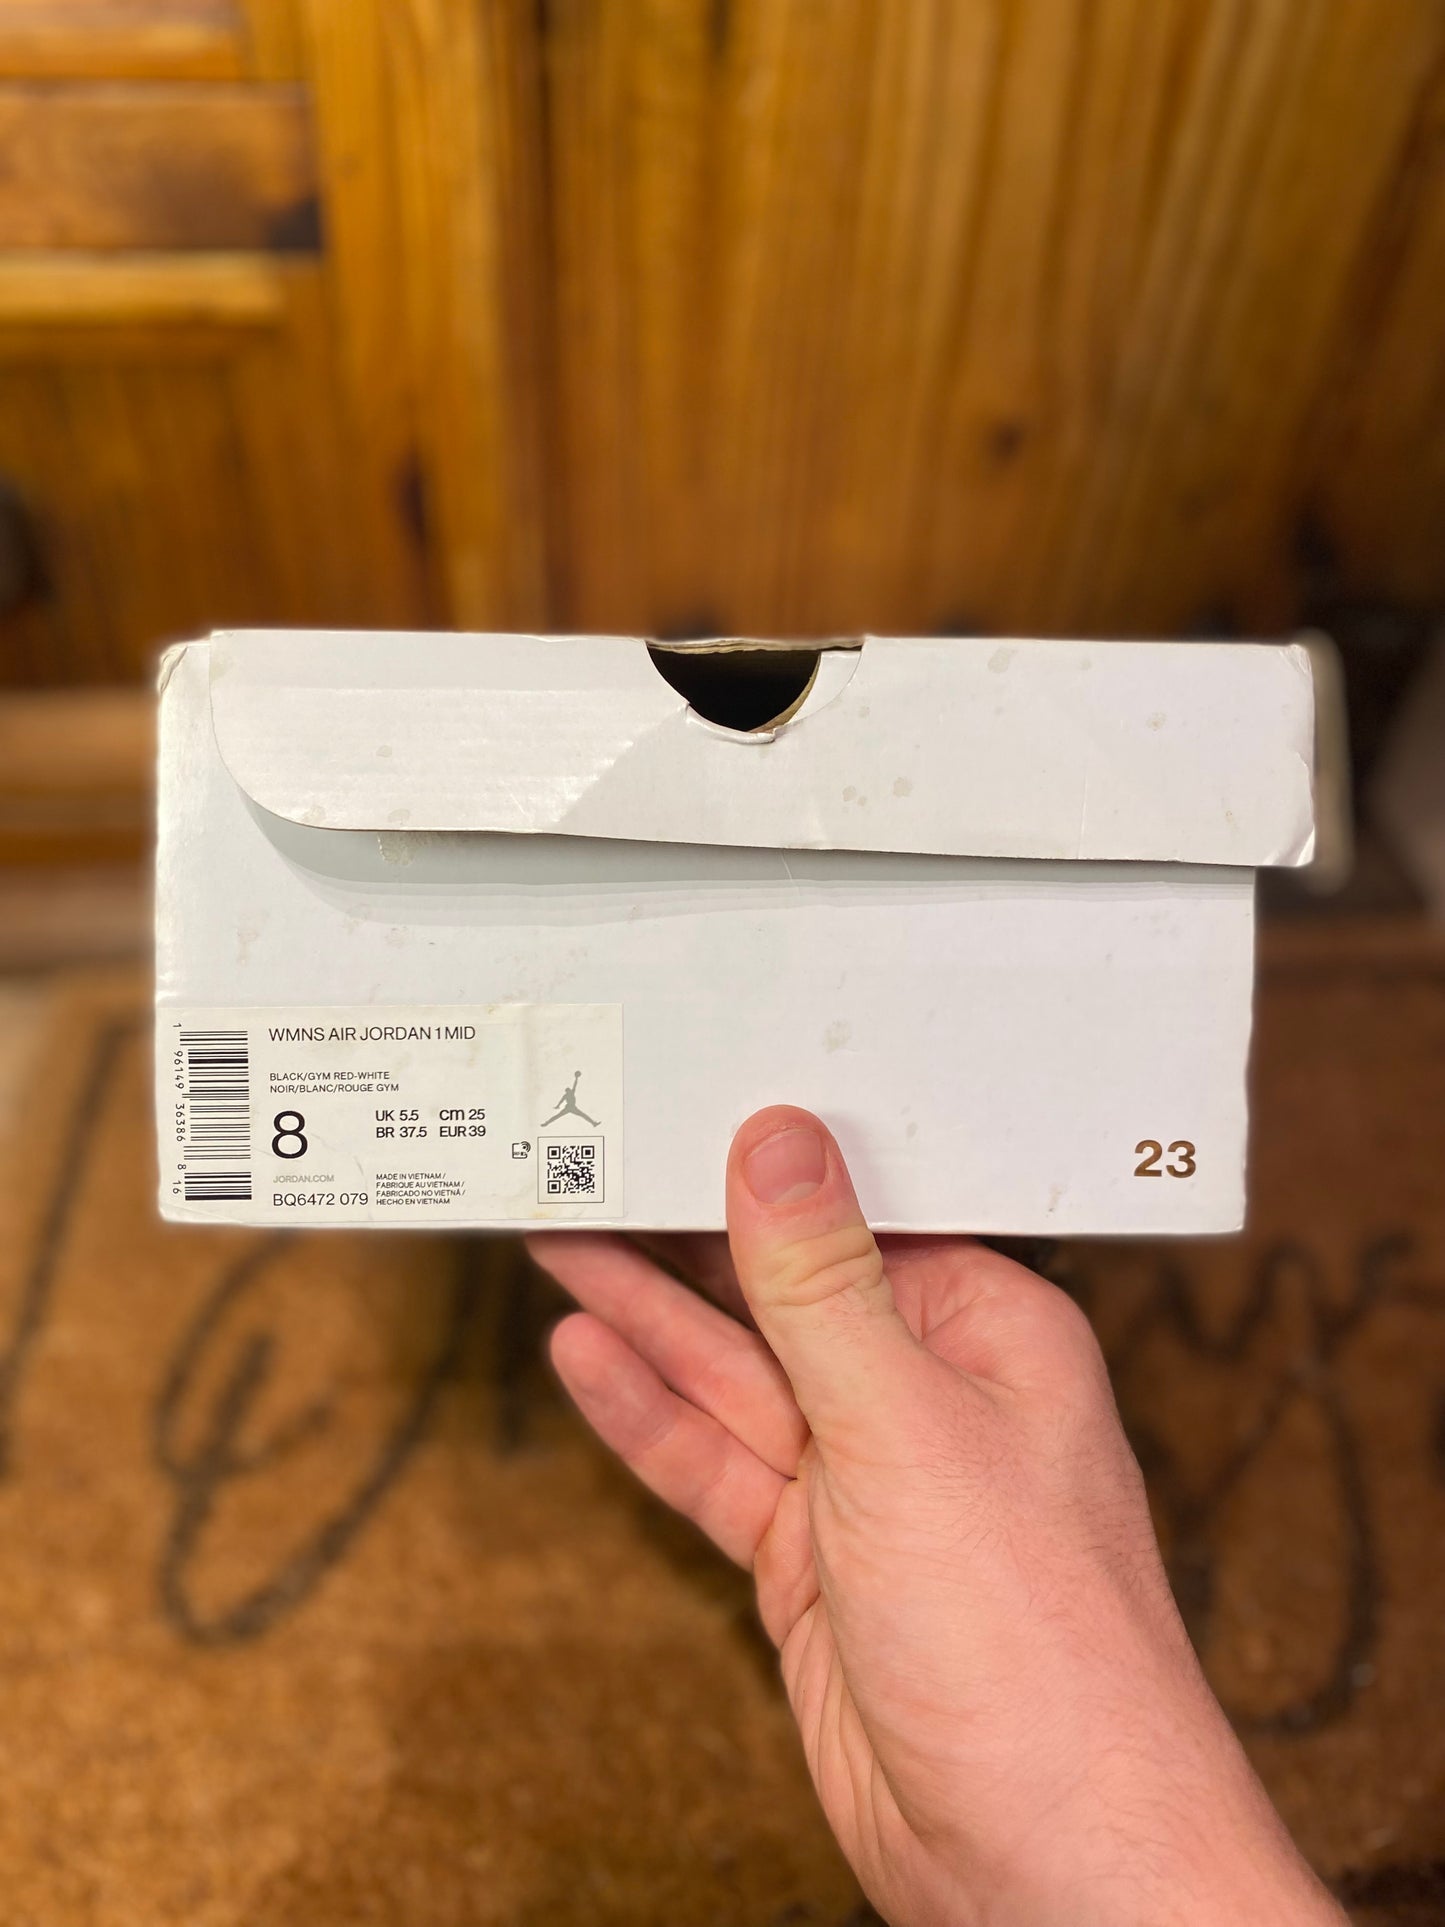 WMNS AIR JORDAN 1 MID
BLACK/GYM RED-WHITE
NOIR/BLANC/ROUGE GYM
8
UK 5.5 cm 25
BR 37.5 EUR 39
JORDAN.COM
BQ6472 079
MADE IN VIETNAM /
FABRIQUE AU VIETNAM /
FABRICADO NO VIETNÃ /
HECHO EN VIETNAM
1 96149 36386 8 16
23